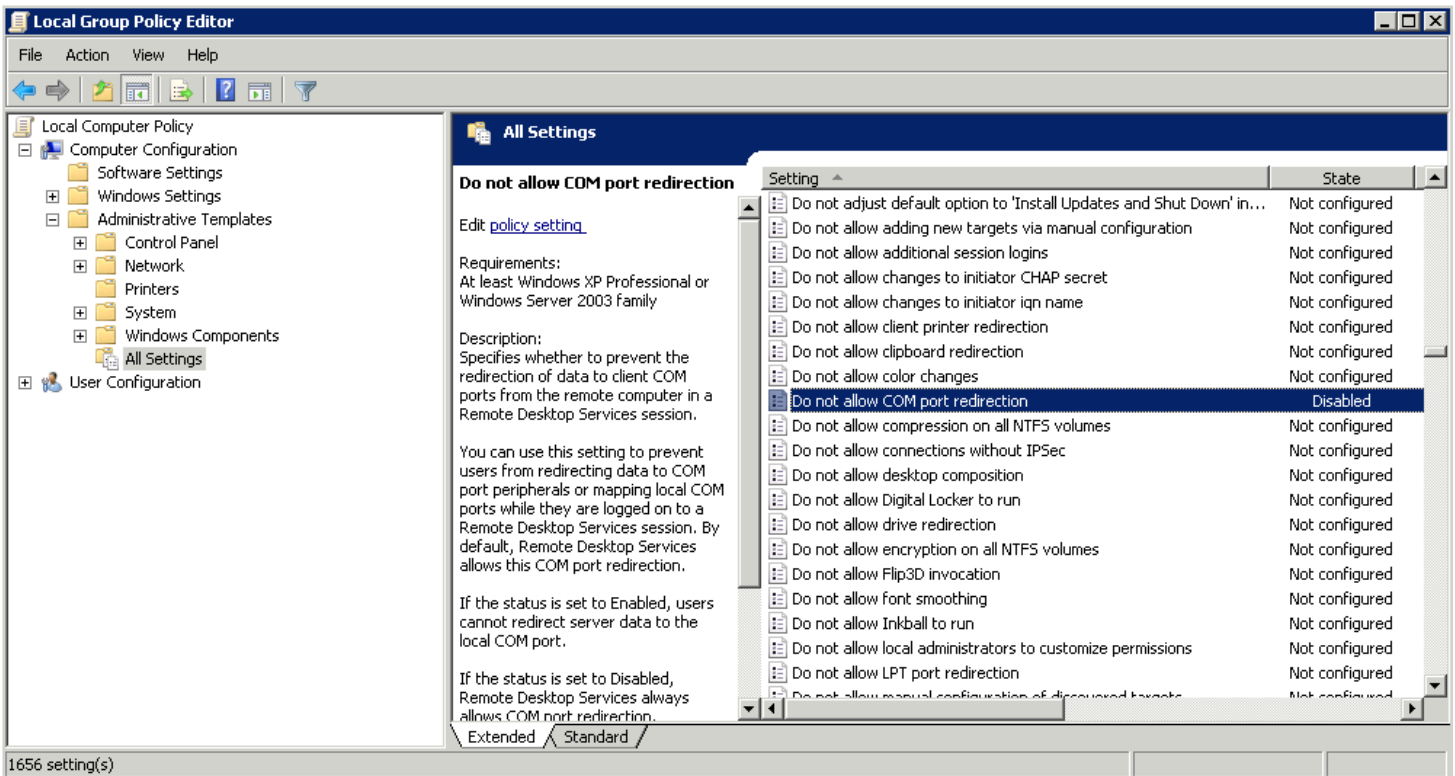 Local Group Policy Editor
File Action View Help
Local Computer Policy
Computer Configuration
Software Settings
Windows Settings
Administrative Templates
Control Panel
Network
Printers
System
Windows Components
All Settings
User Configuration
All Settings
Do not allow COM port redirection
Edit policy setting
Requirements:
At least Windows XP Professional or
Windows Server 2003 family
Description:
Specifies whether to prevent the
redirection of data to client COM
ports from the remote computer in a
Remote Desktop Services session.
You can use this setting to prevent
users from redirecting data to COM
port peripherals or mapping local COM
ports while they are logged on to a
Remote Desktop Services session. By
default, Remote Desktop Services
allows this COM port redirection.
If the status is set to Enabled, users
cannot redirect server data to the
local COM port.
If the status is set to Disabled,
Remote Desktop Services always
allows COM port redirection.
Setting State
Do not adjust default option to 'Install Updates and Shut Down' in... Not configured
Do not allow adding new targets via manual configuration Not configured
Do not allow additional session logins Not configured
Do not allow changes to initiator CHAP secret Not configured
Do not allow changes to initiator iqn name Not configured
Do not allow client printer redirection Not configured
Do not allow clipboard redirection Not configured
Do not allow color changes Not configured
Do not allow COM port redirection Disabled
Do not allow compression on all NTFS volumes Not configured
Do not allow connections without IPSec Not configured
Do not allow desktop composition Not configured
Do not allow Digital Locker to run Not configured
Do not allow drive redirection Not configured
Do not allow encryption on all NTFS volumes Not configured
Do not allow Flip3D invocation Not configured
Do not allow font smoothing Not configured
Do not allow Inkball to run Not configured
Do not allow local administrators to customize permissions Not configured
Do not allow LPT port redirection Not configured
Do not allow manual configuration of discovered targets Not configured
Extended Standard
1656 setting(s)